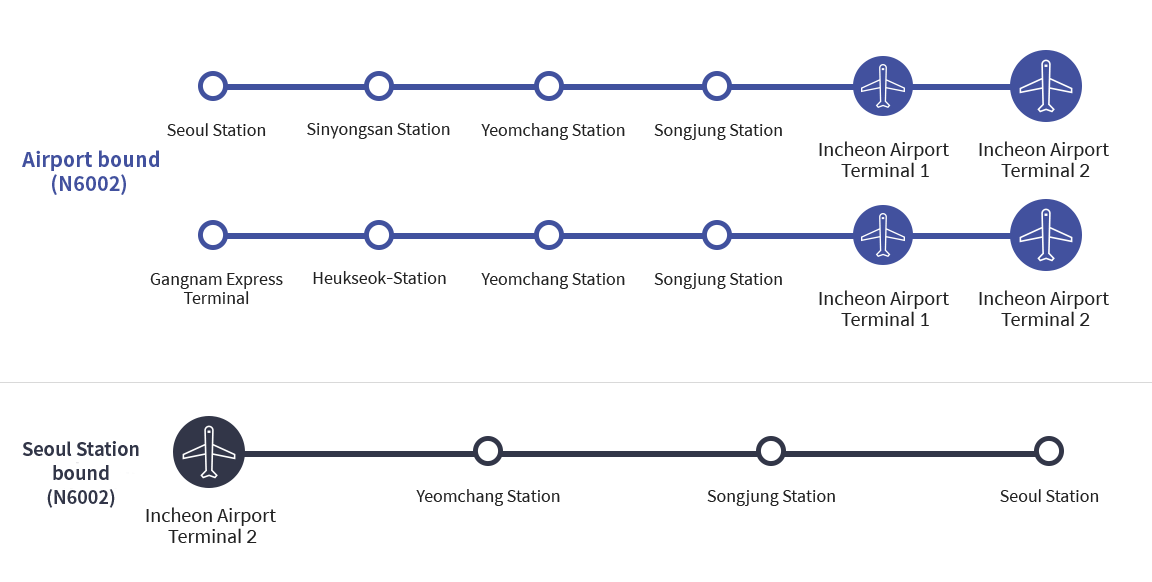 Airport bound
(N6002)
Seoul Station
Sinyongsan Station
Yeomchang Station
Songjung Station
Incheon Airport
Terminal 1
Incheon Airport
Terminal 2
Gangnam Express
Terminal
Heukseok-Station
Yeomchang Station
Songjung Station
Incheon Airport
Terminal 1
Incheon Airport
Terminal 2
Seoul Station
bound
(N6002)
Incheon Airport
Terminal 2
Yeomchang Station
Songjung Station
Seoul Station